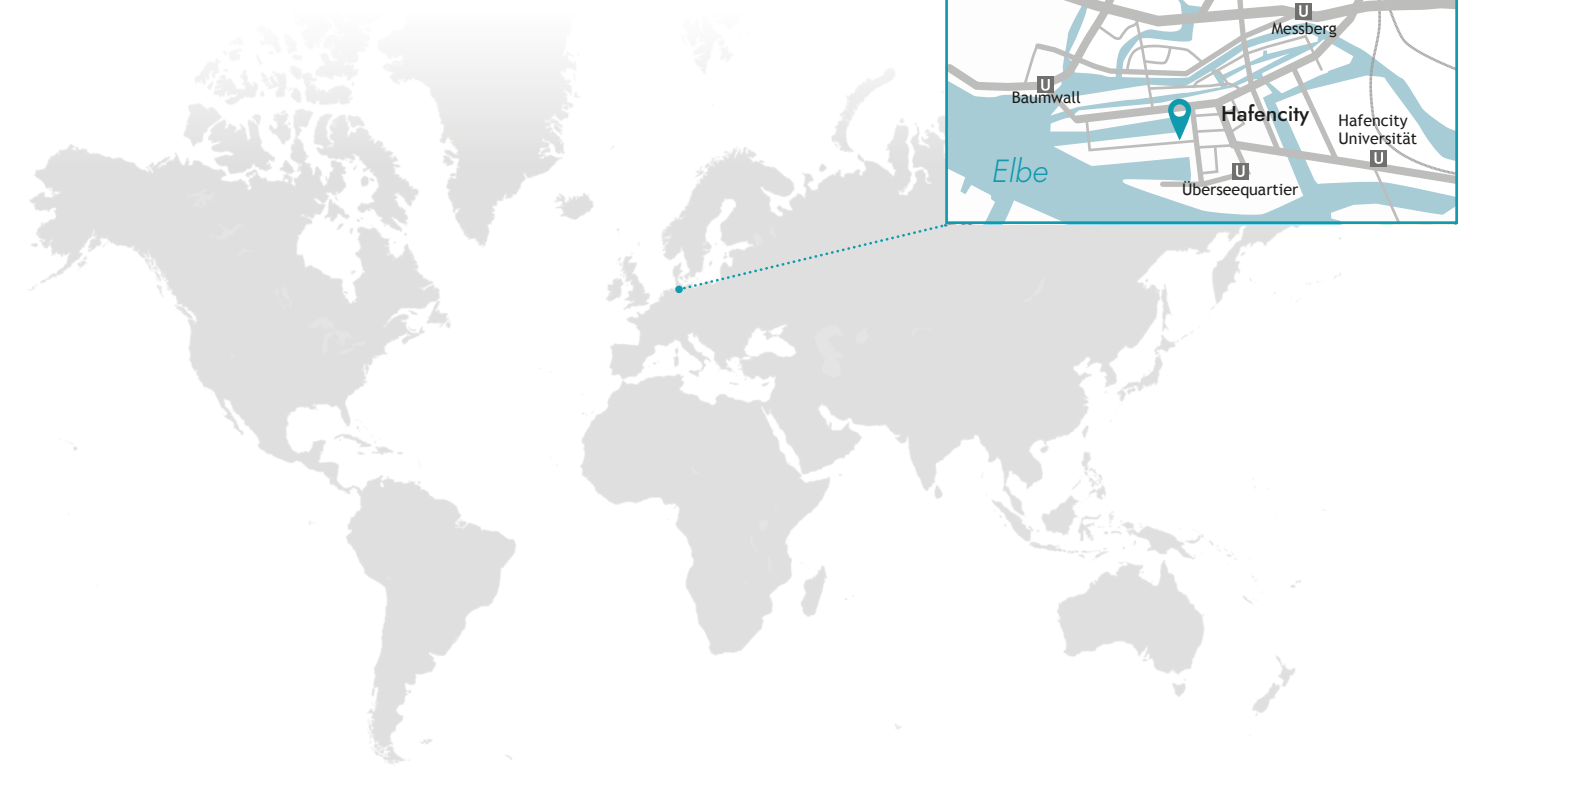 U
Messberg
U
Baumwall
Hafencity
Hafencity
Universität
U
Elbe
U
Überseequartier